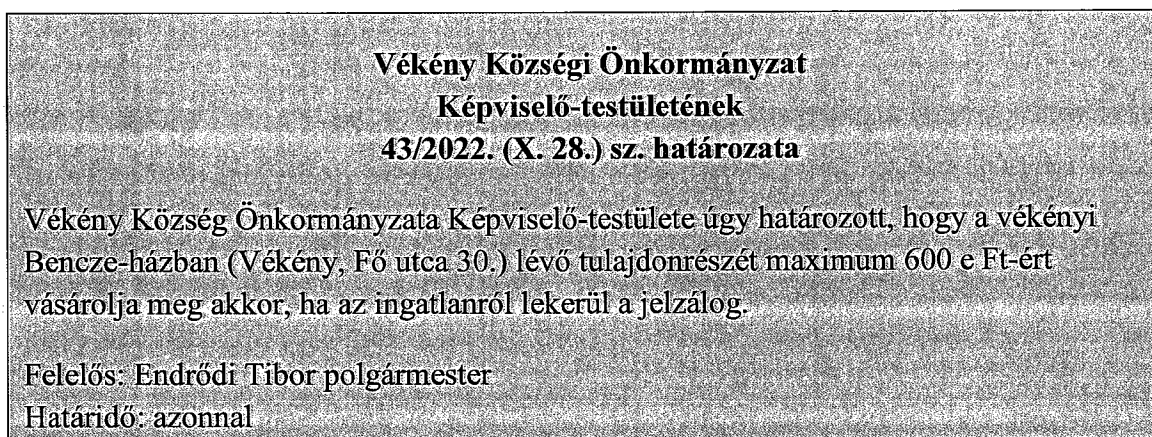 Vékény Községi Önkormányzat
Képviselő-testületének
43/2022. (X. 28.) sz. határozata
Vékény Község Önkormányzata Képviselő-testülete úgy határozott, hogy a vékényi
Bencze-házban (Vékény, Fő utca 30.) lévő tulajdonrészét maximum 600 e Ft-ért
vásárolja meg akkor, ha az ingatlanról lekerül a jelzálog.
Felelős: Endrődi Tibor polgármester
Határidő: azonnal